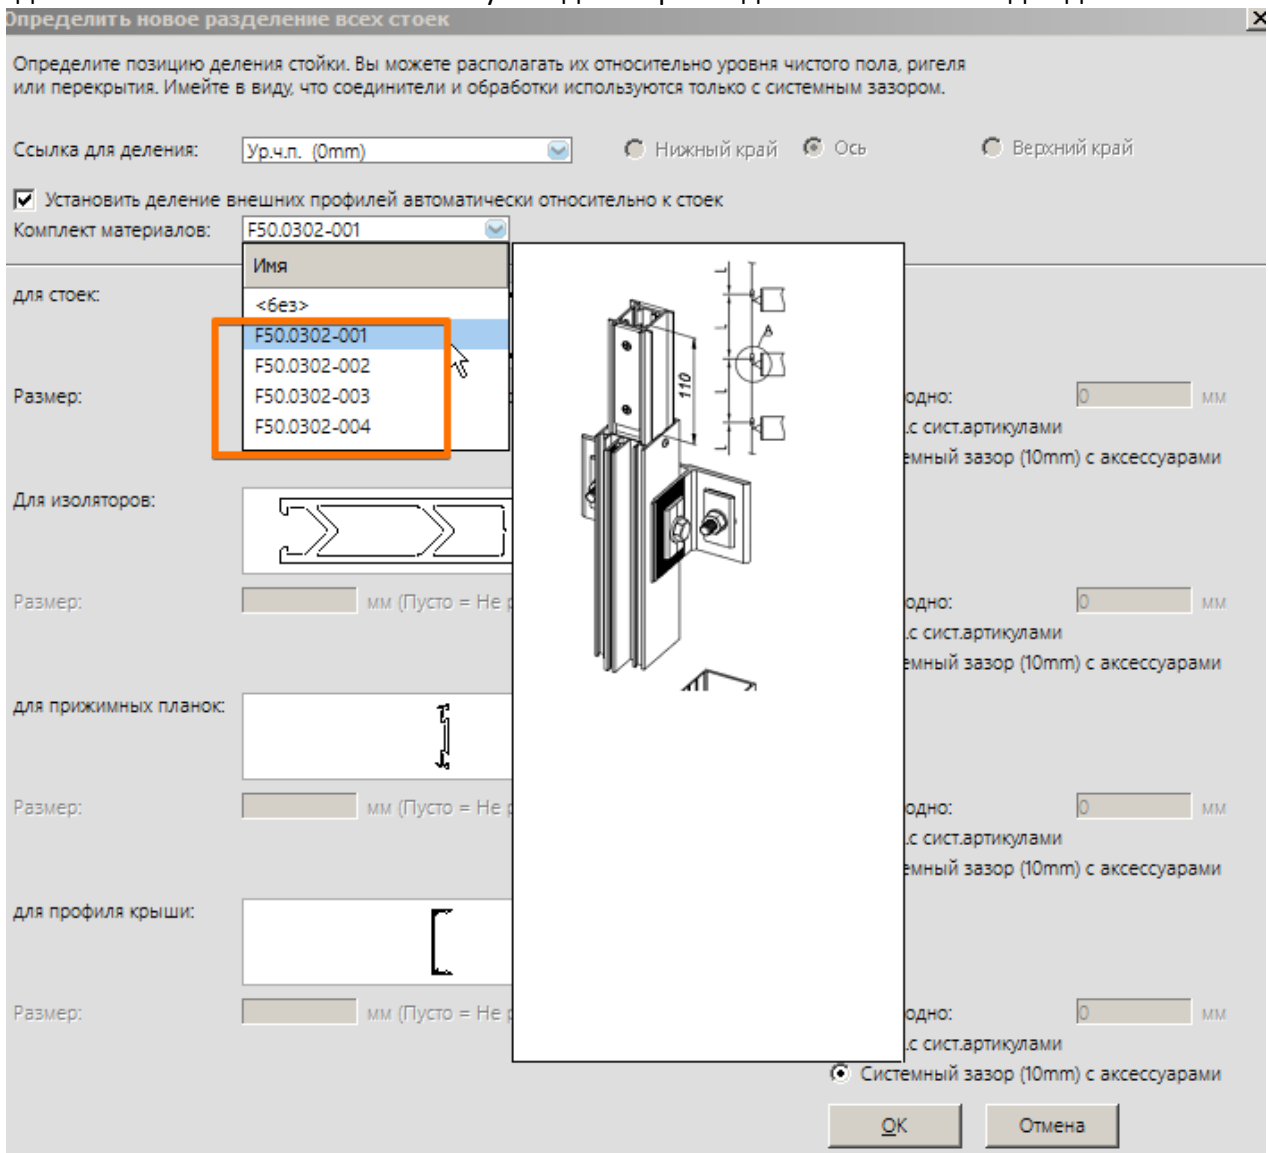 Определить новое разделение всех стоек
Определите позицию деления стойки. Вы можете располагать их относительно уровня чистого пола, ригеля
или перекрытия. Имейте в виду, что соединители и обработки используются только с системным зазором.
Ссылка для деления: Ур.ч.п. (0mm) Нижный край Ось Верхний край
Установить деление внешних профилей автоматически относительно к стоек
Комплект материалов: F50.0302-001
Имя
для стоек:
<без>
F50.0302-001
F50.0302-002
F50.0302-003
F50.0302-004
A
110
L
L
L
L
Размер: одно: 0 мм
.с сист.артикулами
емный зазор (10mm) с аксессуарами
Для изоляторов:
Размер: мм (Пусто = Не одно: 0 мм
.с сист.артикулами
емный зазор (10mm) с аксессуарами
для прижимных планок:
Размер: мм (Пусто = Не одно: 0 мм
.с сист.артикулами
емный зазор (10mm) с аксессуарами
для профиля крыши:
Размер: мм (Пусто = Не одно: 0 мм
.с сист.артикулами
Системный зазор (10mm) с аксессуарами
OK Отмена